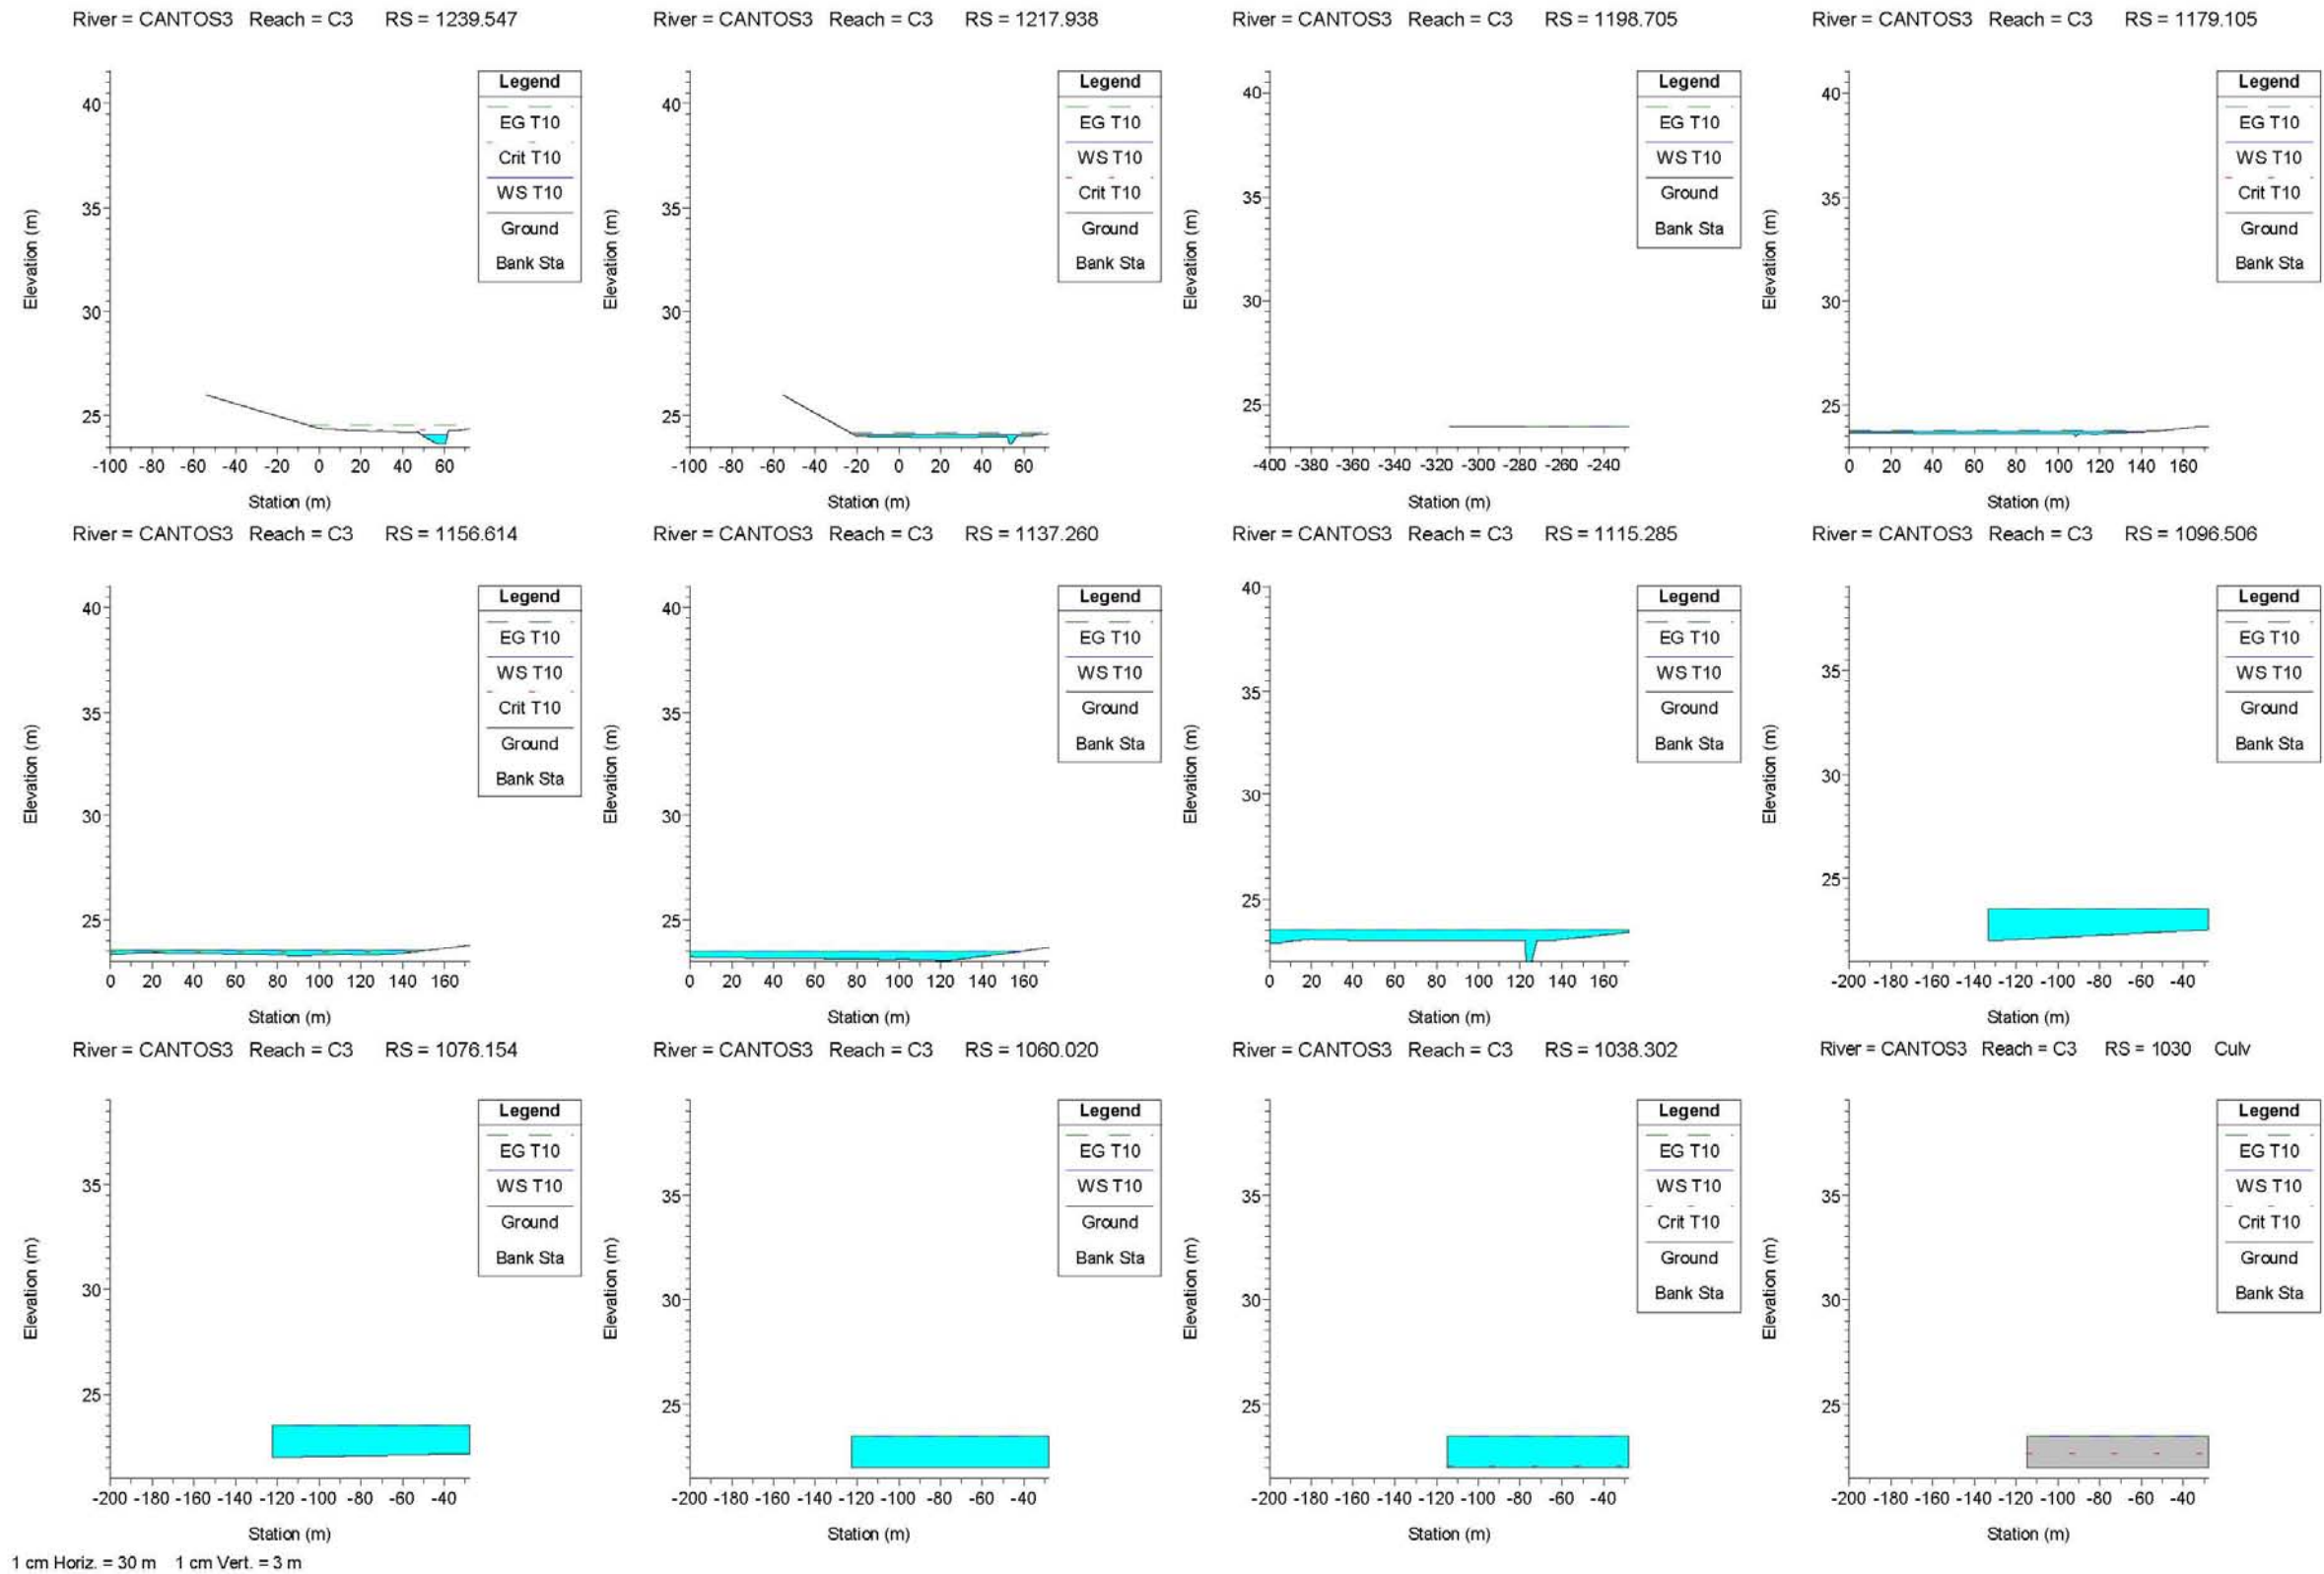 River = CANTOS3 Reach = C3 RS = 1239.547
Legend
EG T10
Crit T10
WS T10
Ground
Bank Sta
40
35
30
25
Elevation (m)
-100 -80 -60 -40 -20 0 20 40 60
Station (m)
River = CANTOS3 Reach = C3 RS = 1217.938
Legend
EG T10
WS T10
Crit T10
Ground
Bank Sta
40
35
30
25
Elevation (m)
-100 -80 -60 -40 -20 0 20 40 60
Station (m)
River = CANTOS3 Reach = C3 RS = 1198.705
Legend
EG T10
WS T10
Ground
Bank Sta
40
35
30
25
Elevation (m)
-400 -380 -360 -340 -320 -300 -280 -260 -240
Station (m)
River = CANTOS3 Reach = C3 RS = 1179.105
Legend
EG T10
WS T10
Crit T10
Ground
Bank Sta
40
35
30
25
Elevation (m)
0 20 40 60 80 100 120 140 160
Station (m)
River = CANTOS3 Reach = C3 RS = 1156.614
Legend
EG T10
WS T10
Crit T10
Ground
Bank Sta
40
35
30
25
Elevation (m)
0 20 40 60 80 100 120 140 160
Station (m)
River = CANTOS3 Reach = C3 RS = 1137.260
Legend
EG T10
WS T10
Ground
Bank Sta
40
35
30
25
Elevation (m)
0 20 40 60 80 100 120 140 160
Station (m)
River = CANTOS3 Reach = C3 RS = 1115.285
Legend
EG T10
WS T10
Ground
Bank Sta
40
35
30
25
Elevation (m)
0 20 40 60 80 100 120 140 160
Station (m)
River = CANTOS3 Reach = C3 RS = 1096.506
Legend
EG T10
WS T10
Ground
Bank Sta
35
30
25
Elevation (m)
-200 -180 -160 -140 -120 -100 -80 -60 -40
Station (m)
River = CANTOS3 Reach = C3 RS = 1076.154
Legend
EG T10
WS T10
Ground
Bank Sta
35
30
25
Elevation (m)
-200 -180 -160 -140 -120 -100 -80 -60 -40
Station (m)
River = CANTOS3 Reach = C3 RS = 1060.020
Legend
EG T10
WS T10
Ground
Bank Sta
35
30
25
Elevation (m)
-200 -180 -160 -140 -120 -100 -80 -60 -40
Station (m)
River = CANTOS3 Reach = C3 RS = 1038.302
Legend
EG T10
WS T10
Crit T10
Ground
Bank Sta
35
30
25
Elevation (m)
-200 -180 -160 -140 -120 -100 -80 -60 -40
Station (m)
River = CANTOS3 Reach = C3 RS = 1030 Culv
Legend
EG T10
WS T10
Crit T10
Ground
Bank Sta
35
30
25
Elevation (m)
-200 -180 -160 -140 -120 -100 -80 -60 -40
Station (m)
1 cm Horiz. = 30 m 1 cm Vert. = 3 m